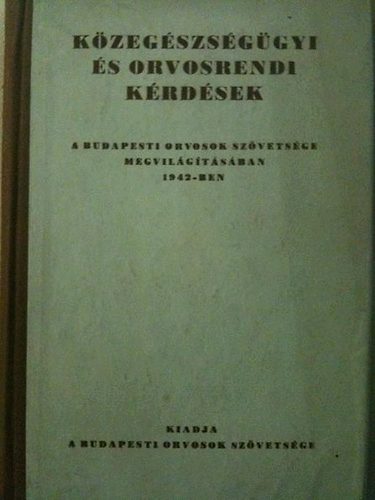 KÖZEGÉSZSÉGÜGYI
ÉS ORVOSRENDI
KÉRDÉSEK
A BUDAPESTI ORVOSOK SZÖVETSÉGE
MEGVILÁGÍTÁSÁBAN
1942-BEN
KIADJA
A BUDAPESTI ORVOSOK SZÖVETSÉGE